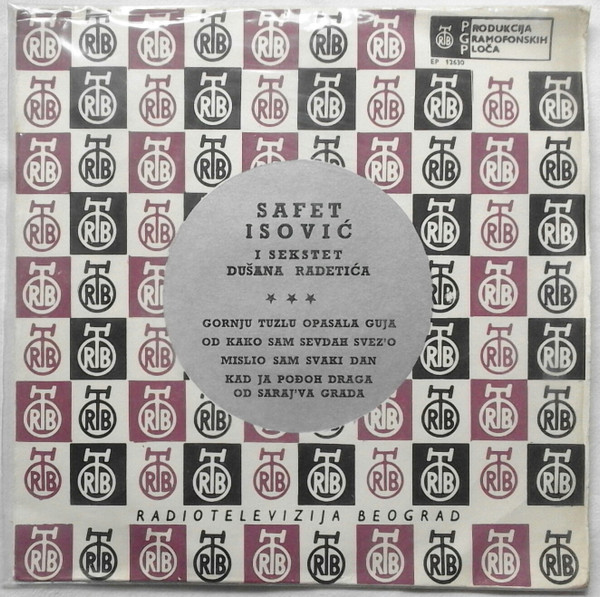 PRODUKCIJA
GRAMOFONSKIH
PLOČA
RTB
EP 12630
SAFET
ISOVIĆ
I SEKSTET
DUŠANA RADETIĆA
★ ★ ★
GORNJU TUZLU OPASALA GUJA
OD KAKO SAM SEVDAH SVEZ'O
MISLIO SAM SVAKI DAN
KAD JA POĐOH DRAGA
OD SARAJ'VA GRADA
RADIOTELEVIZIJA BEOGRAD